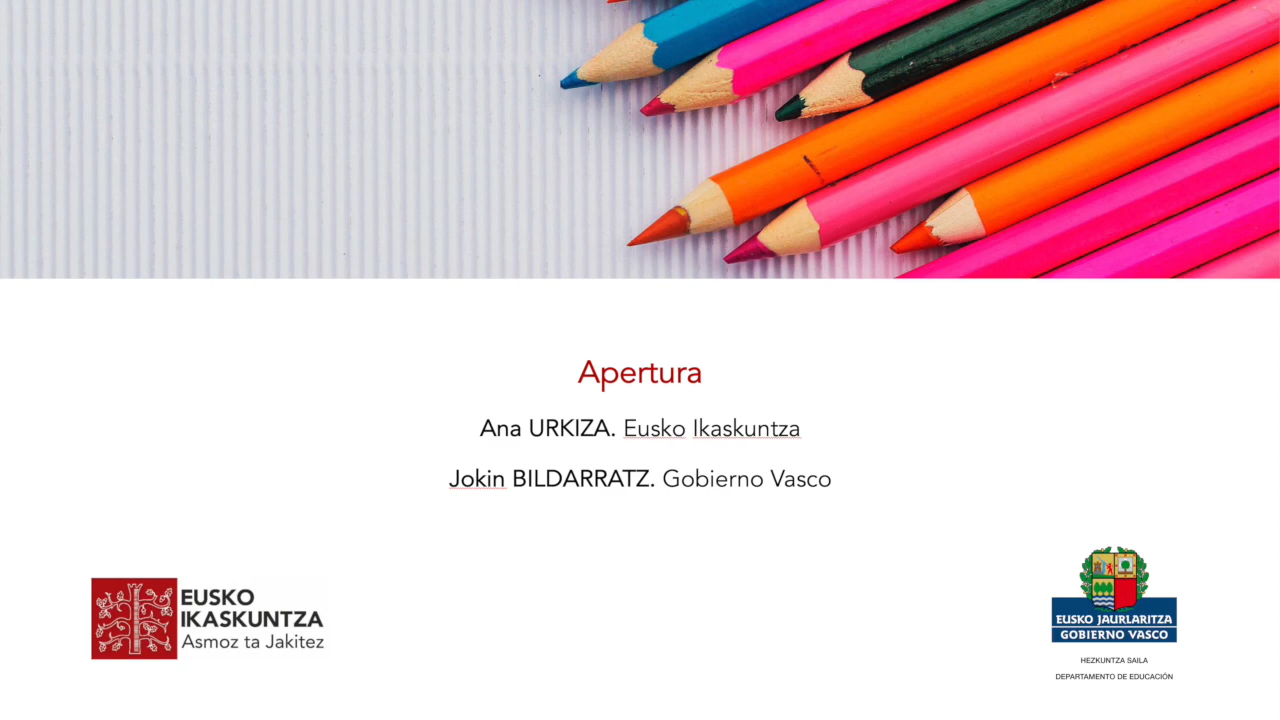 Apertura
Ana URKIZA. Eusko Ikaskuntza
Jokin BILDARRATZ. Gobierno Vasco
EUSKO
IKASKUNTZA
Asmoz ta Jakitez
EUSKO JAURLARITZA
GOBIERNO VASCO
HEZKUNTZA SAILA
DEPARTAMENTO DE EDUCACIÓN